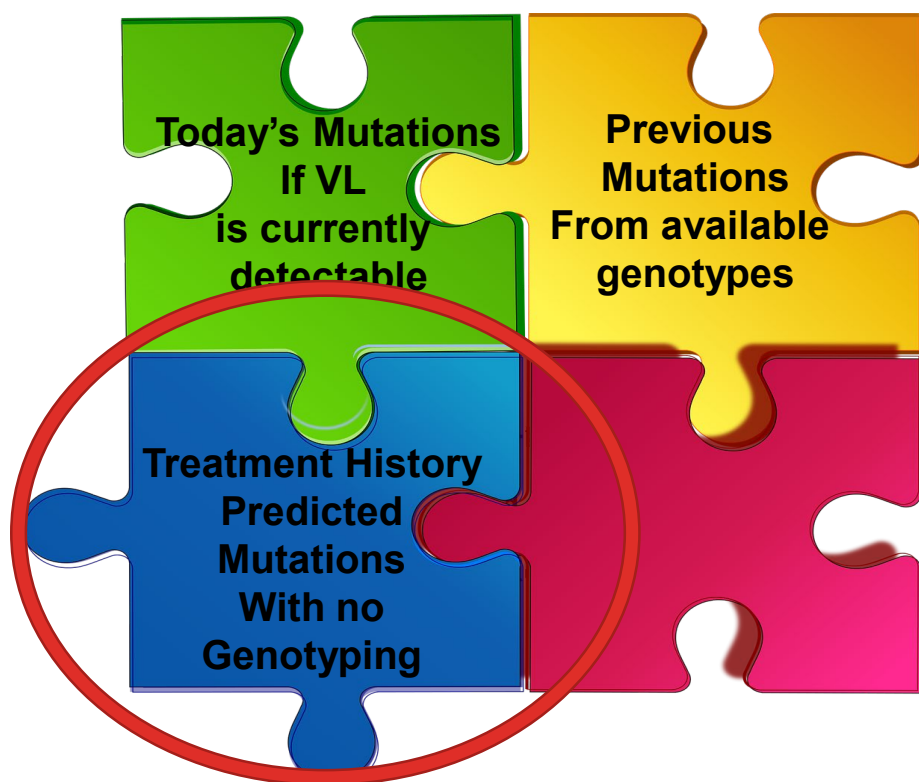 Today's Mutations
If VL
is currently
detectable
Previous
Mutations
From available
genotypes
Treatment History
Predicted
Mutations
With no
Genotyping